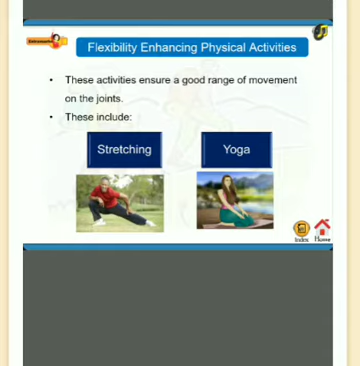 Flexibility Enhancing Physical Activities
• These activities ensure a good range of movement
on the joints.
• These include:
Stretching
Yoga
Index
Home